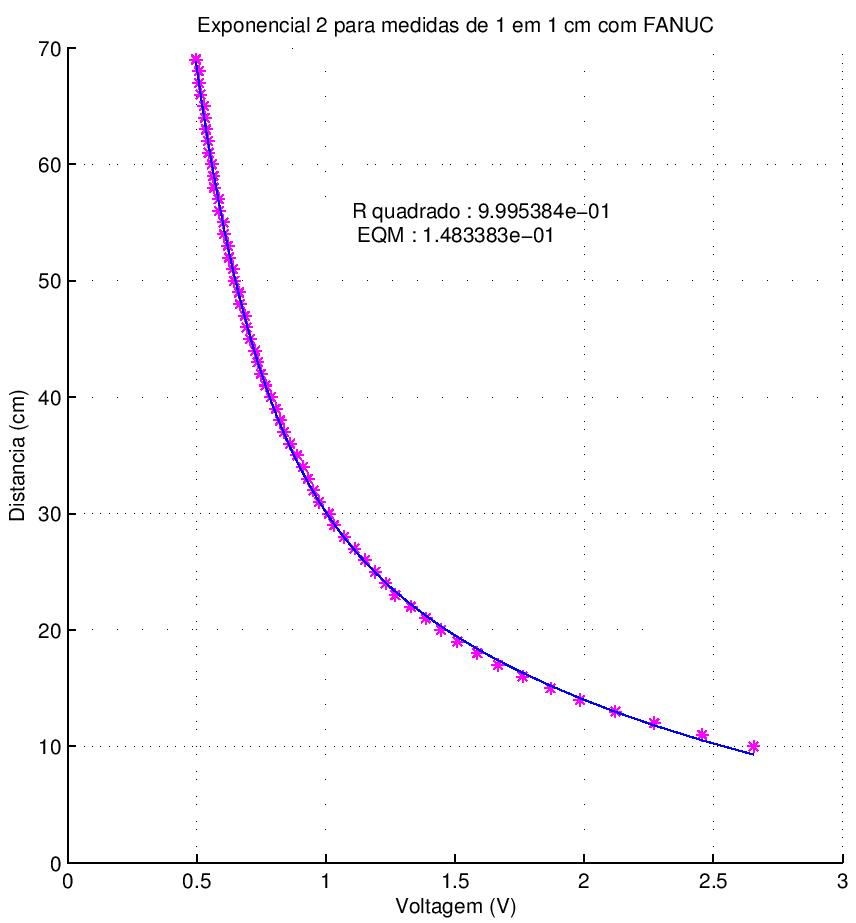 Exponencial 2 para medidas de 1 em 1 cm com FANUC
70
60
50
40
30
20
10
0
Distancia (cm)
R quadrado : 9.995384e−01
EQM : 1.483383e−01
0 0.5 1 1.5 2 2.5 3
Voltagem (V)